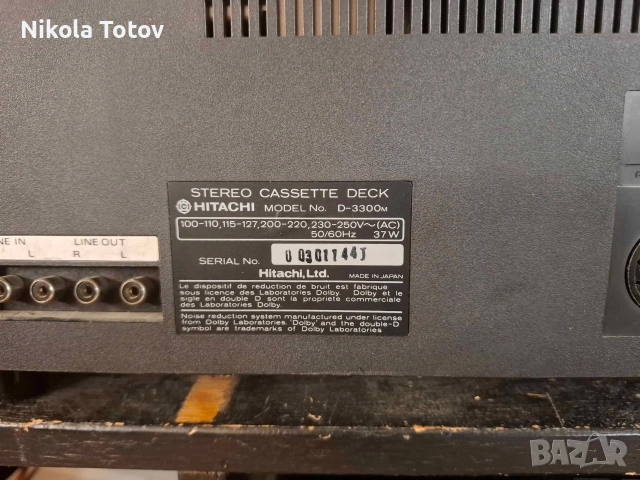 Nikola Totov
STEREO CASSETTE DECK
HITACHI MODEL No. D-3300M
100-110,115-127,200-220,230-250V～(AC)
50/60Hz 37W
SERIAL No. 00301144J
Hitachi,Ltd. MADE IN JAPAN
Le dispositif de reduction de bruit est fabrique
sous licence des Laboratories Dolby. Dolby et le
sigle en double D sont la propriete commerciale
des Laboratories Dolby.
Noise reduction system manufactured under license
from Dolby Laboratories. 'Dolby' and the double-D
symbol are trademarks of Dolby Laboratories
NE IN LINE OUT
L R L
BAZAR